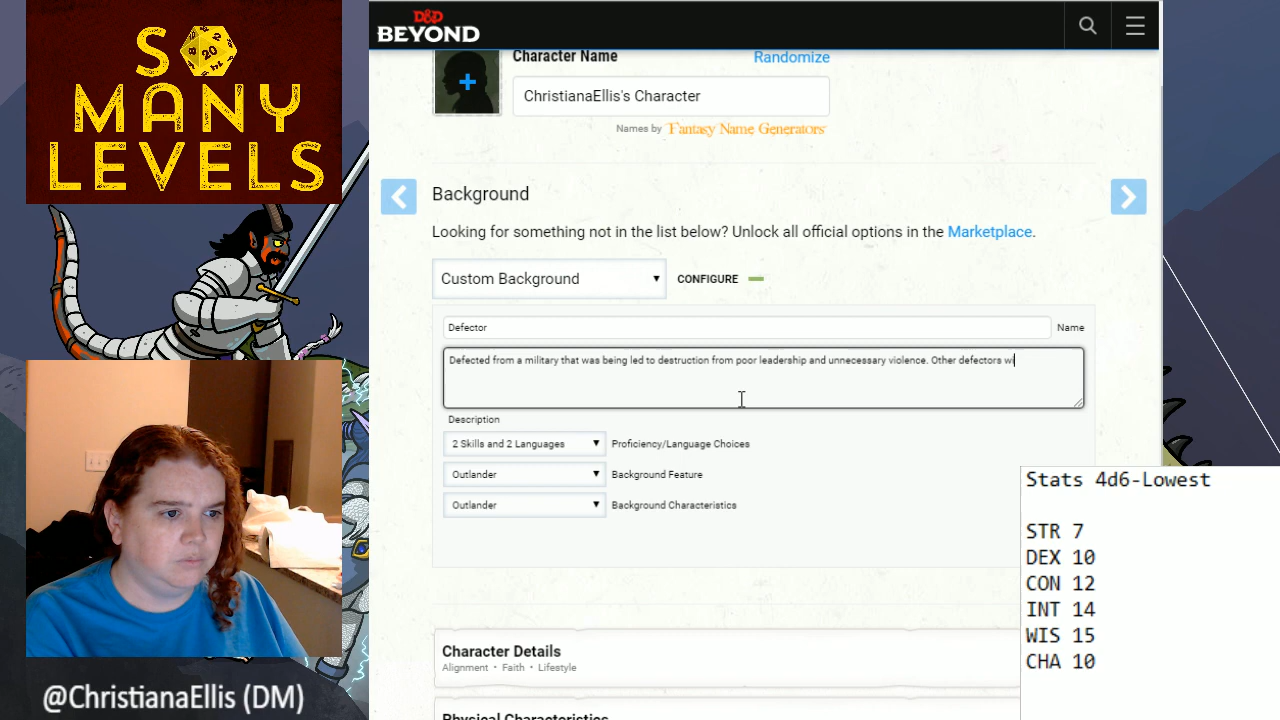 SO
MANY
LEVELS
D&D
BEYOND
Character Name
Randomize
ChristianaEllis's Character
Names by Fantasy Name Generators
Background
Looking for something not in the list below? Unlock all official options in the Marketplace.
Custom Background
CONFIGURE
Defector
Name
Defected from a military that was being led to destruction from poor leadership and unnecessary violence. Other defectors wi
Description
2 Skills and 2 Languages
Proficiency/Language Choices
Outlander
Background Feature
Outlander
Background Characteristics
Character Details
Alignment • Faith • Lifestyle
Physical Characteristics
Stats 4d6-Lowest
STR 7
DEX 10
CON 12
INT 14
WIS 15
CHA 10
@ChristianaEllis (DM)